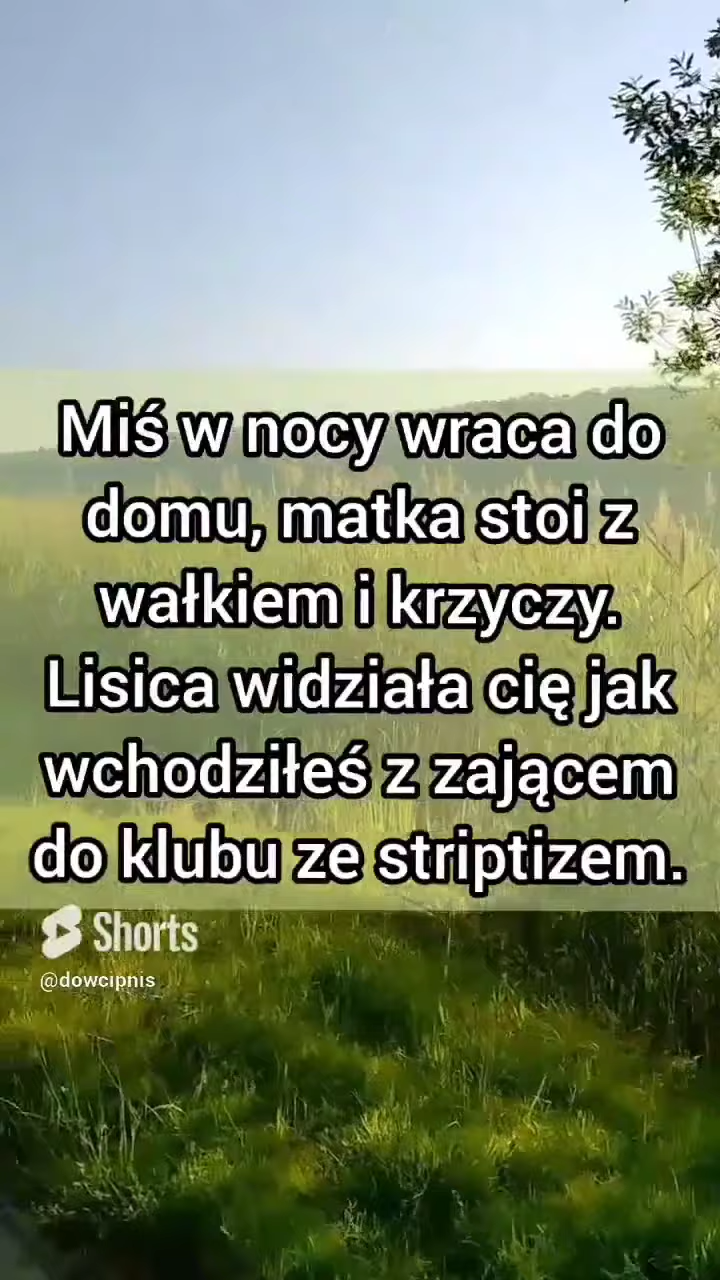 Miś w nocy wraca do
domu, matka stoi z
wałkiem i krzyczy.
Lisica widziała cię jak
wchodziłeś z zającem
do klubu ze striptizem.
Shorts
@dowcipnis